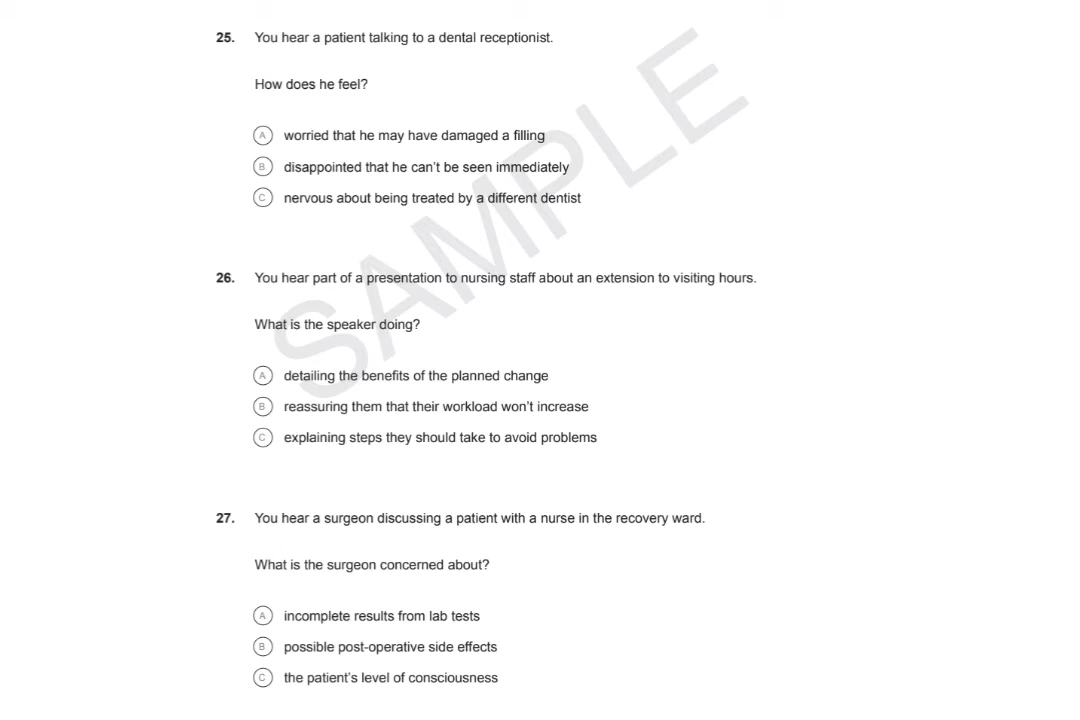 25. You hear a patient talking to a dental receptionist.
How does he feel?
A worried that he may have damaged a filling
B disappointed that he can't be seen immediately
C nervous about being treated by a different dentist
SAMPLE
26. You hear part of a presentation to nursing staff about an extension to visiting hours.
What is the speaker doing?
A detailing the benefits of the planned change
B reassuring them that their workload won't increase
C explaining steps they should take to avoid problems
27. You hear a surgeon discussing a patient with a nurse in the recovery ward.
What is the surgeon concerned about?
A incomplete results from lab tests
B possible post-operative side effects
C the patient's level of consciousness